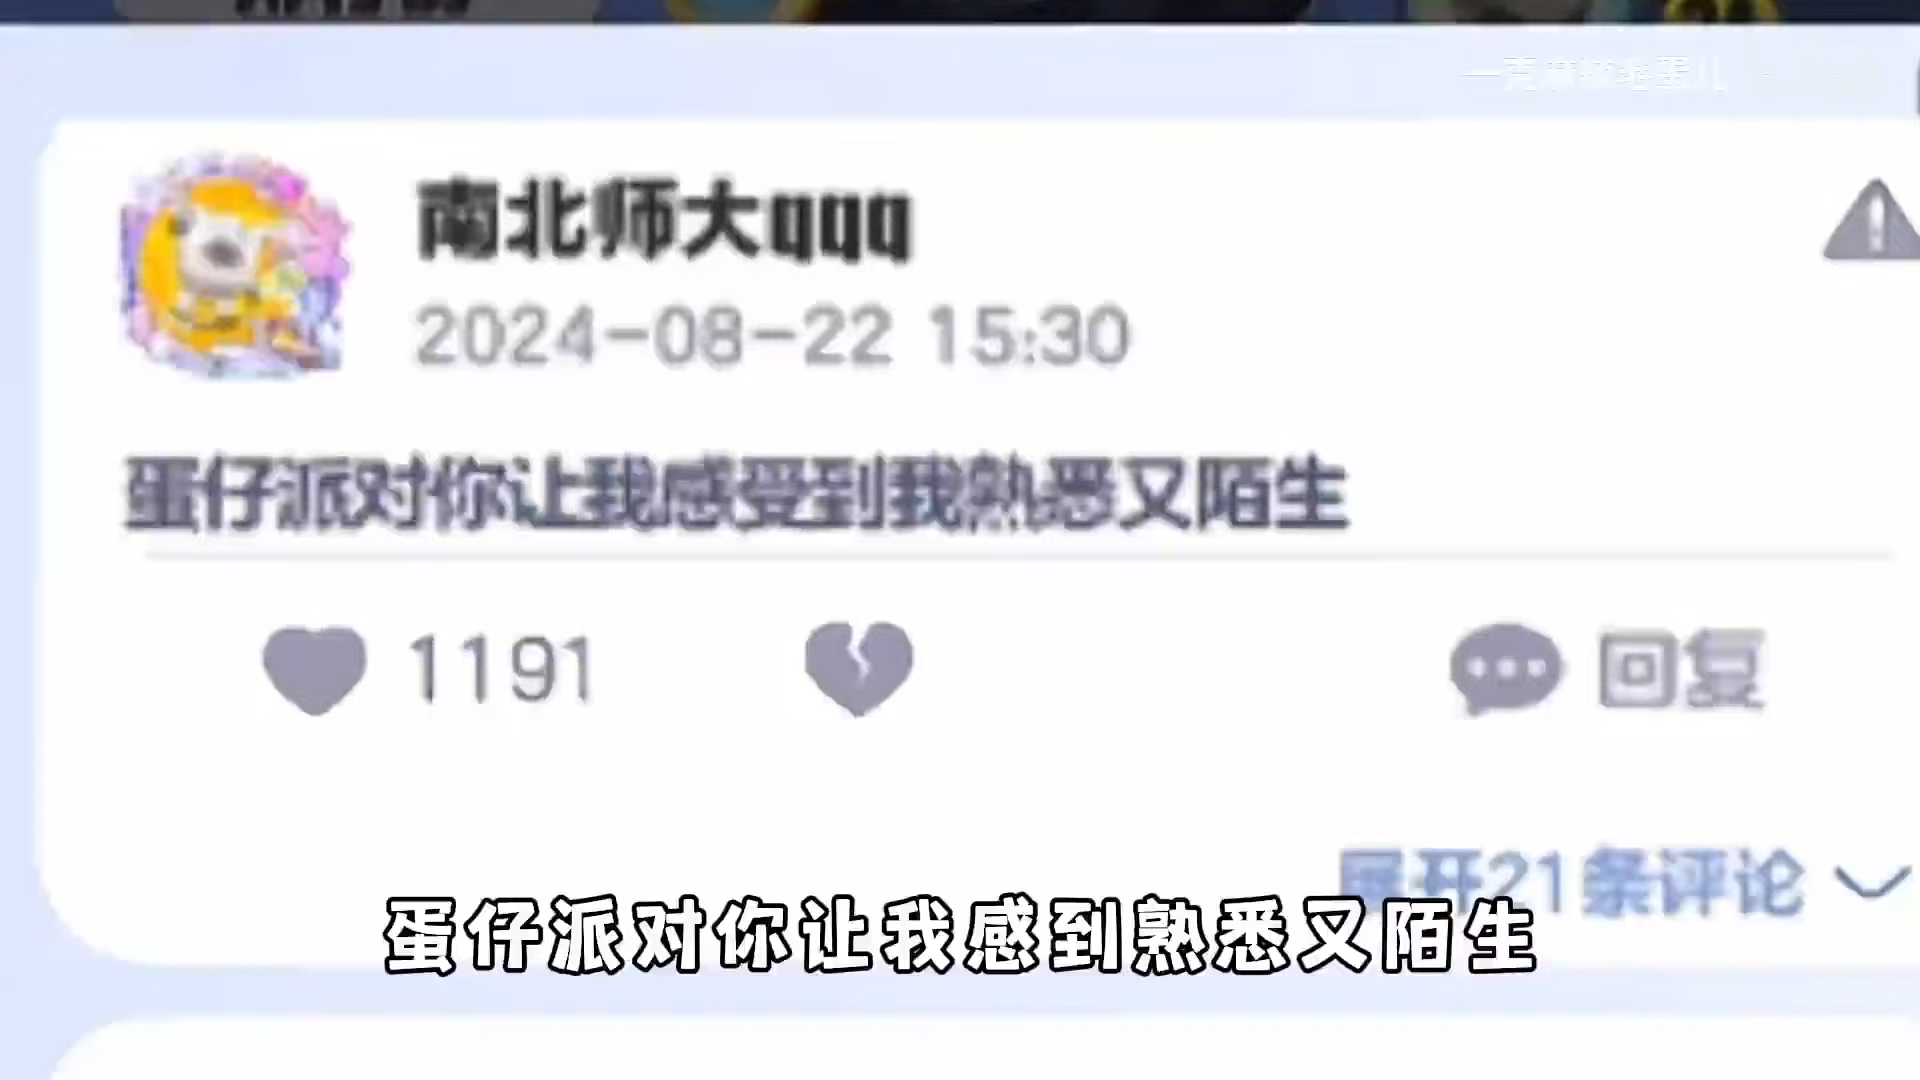 南北师大qqq
2024-08-22 15:30
蛋仔派对你让我感受到我熟悉又陌生
1191
回复
展开21条评论
蛋仔派对你让我感到熟悉又陌生